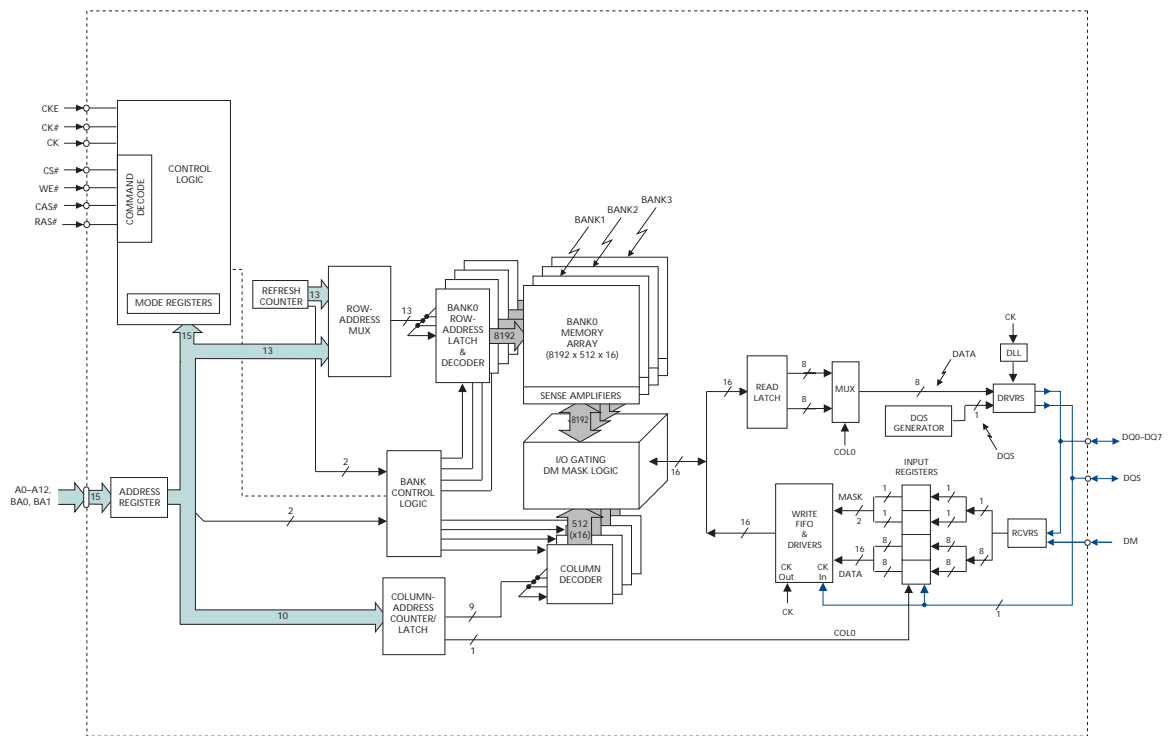 CKE
CK#
CK
CS#
WE#
CAS#
RAS#
COMMAND
DECODE
CONTROL
LOGIC
MODE REGISTERS
15
13
REFRESH
COUNTER
13
ROW-
ADDRESS
MUX
13
BANK0
ROW-
ADDRESS
LATCH
&
DECODER
8192
BANK1
BANK2
BANK3
BANK0
MEMORY
ARRAY
(8192 x 512 x 16)
SENSE AMPLIFIERS
8192
I/O GATING
DM MASK LOGIC
16
512
(x16)
COLUMN
DECODER
A0–A12,
BA0, BA1
15
ADDRESS
REGISTER
2
2
BANK
CONTROL
LOGIC
10
COLUMN-
ADDRESS
COUNTER/
LATCH
9
1
COL0
16
READ
LATCH
8
8
MUX
COL0
8
DATA
CK
DLL
DRVRS
DQS
GENERATOR
1
DQS
DQ0–DQ7
DQS
DM
INPUT
REGISTERS
16
WRITE
FIFO
&
DRIVERS
CK
Out
CK
In
CK
MASK
2
16
DATA
1
1
8
8
1
1
8
8
1
8
RCVRS
1